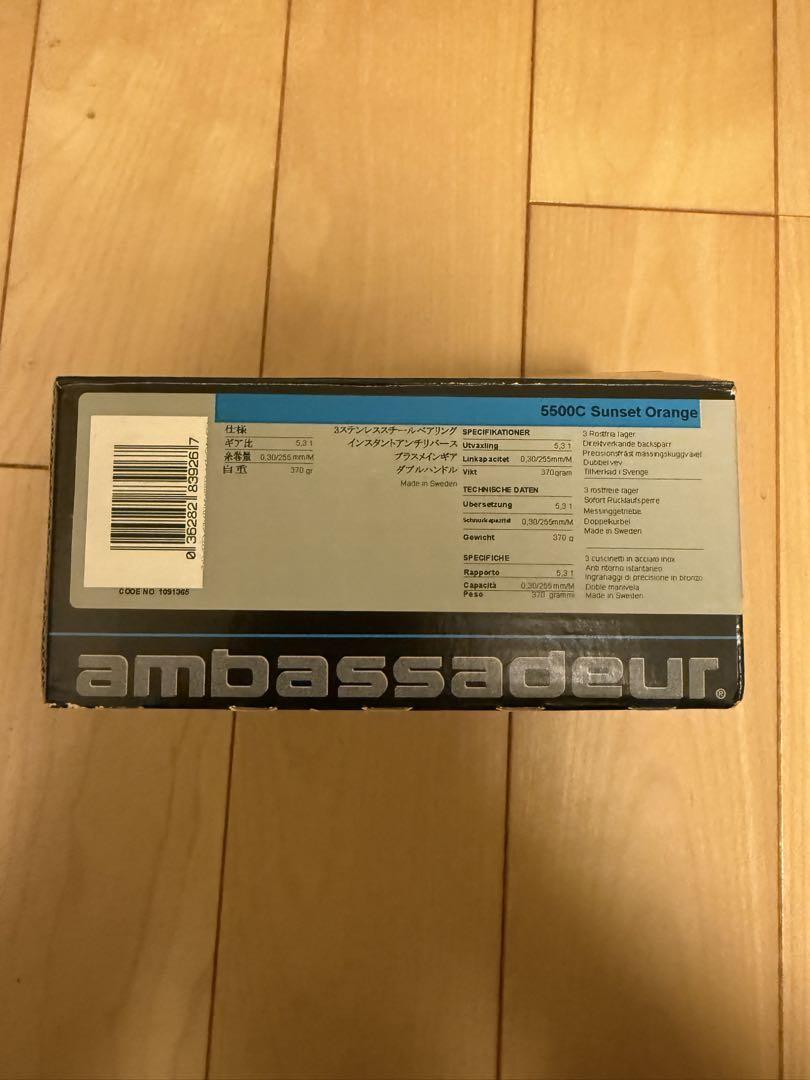 5500C Sunset Orange
0 36282 83926 7
CODE NO. 1091365
仕様
ギア比 5,3:1
糸巻量 0,30/255mm/M
自重 370 gr
3ステンレススチールベアリング
インスタントアンチリバース
ブラスメインギア
ダブルハンドル
Made in Sweden
SPECIFIKATIONER
Utväxling 5,3:1
Linkapacitet 0,30/255mm/M
Vikt 370gram
3 Rostfria lager
Direktverkande backspärr
Precisionsfräst massingskuggväxel
Dubbelvev
Tillverkad i Sverige
TECHNISCHE DATEN
Übersetzung 5,3:1
Schnurkapazität 0,30/255mm/M
Gewicht 370 g
3 rostfreie lager
Sofort Rücklaufsperre
Messinggetriebe
Doppelkurbel
Made in Sweden
SPECIFICHE
Rapporto 5,3:1
Capacità 0,30/255 mm/M
Peso 370 grammi
3 cuscinetti in acciaio inox
Anti ritorno istantaneo
Ingranaggi di precisione in bronzo
Doble manivela
Made in Sweden
ambassadeur®